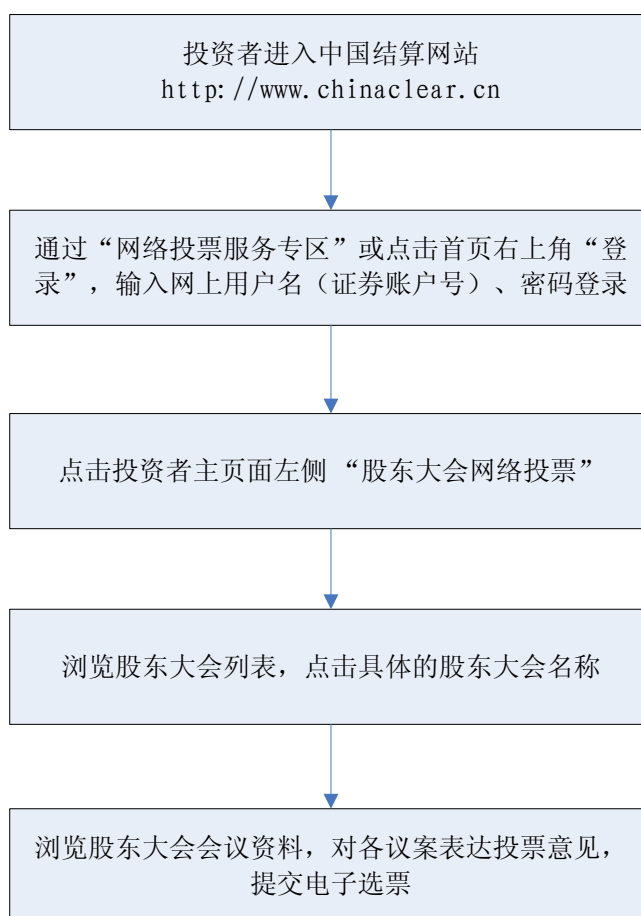 投资者进入中国结算网站
http://www.chinaclear.cn
通过“网络投票服务专区”或点击首页右上角“登
录”，输入网上用户名（证券账户号）、密码登录
点击投资者主页面左侧 “股东大会网络投票”
浏览股东大会列表，点击具体的股东大会名称
浏览股东大会会议资料，对各议案表达投票意见，
提交电子选票